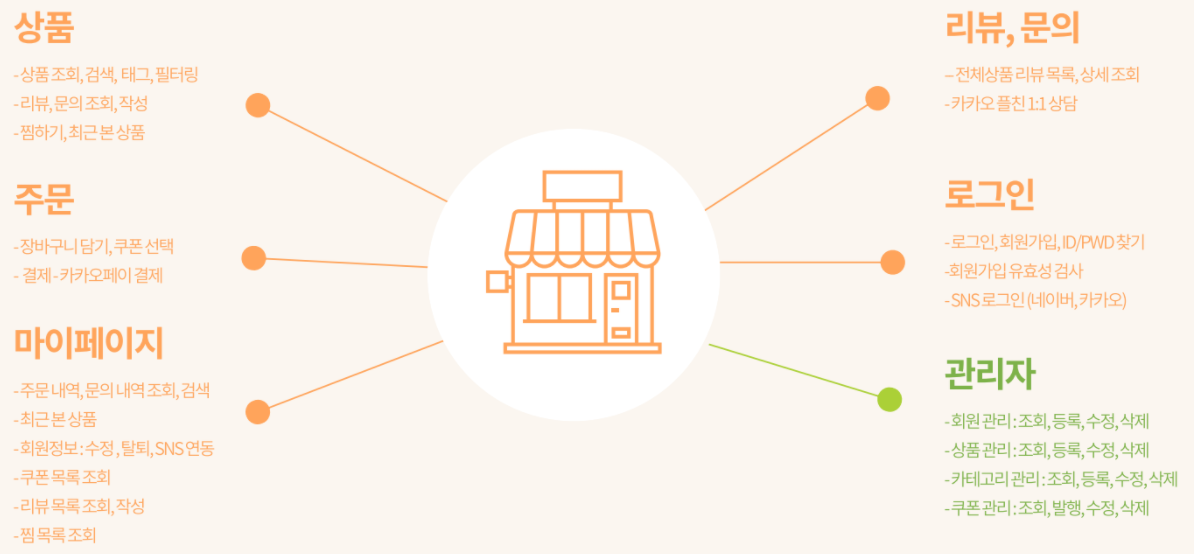 상품
-상품 조회, 검색, 태그, 필터링
-리뷰, 문의 조회, 작성
-찜하기, 최근 본 상품
주문
-장바구니 담기, 쿠폰 선택
- 결제 - 카카오페이 결제
마이페이지
-주문 내역, 문의 내역 조회, 검색
-최근 본 상품
-회원정보 : 수정 , 탈퇴, SNS 연동
-쿠폰 목록 조회
-리뷰 목록 조회, 작성
-찜 목록 조회
리뷰, 문의
– 전체상품 리뷰 목록, 상세 조회
-카카오 플친 1:1 상담
로그인
-로그인, 회원가입, ID/PWD 찾기
-회원가입 유효성 검사
-SNS 로그인 (네이버, 카카오)
관리자
-회원 관리 : 조회, 등록, 수정, 삭제
-상품 관리 : 조회, 등록, 수정, 삭제
-카테고리 관리 : 조회, 등록, 수정, 삭제
-쿠폰 관리 : 조회, 발행, 수정, 삭제